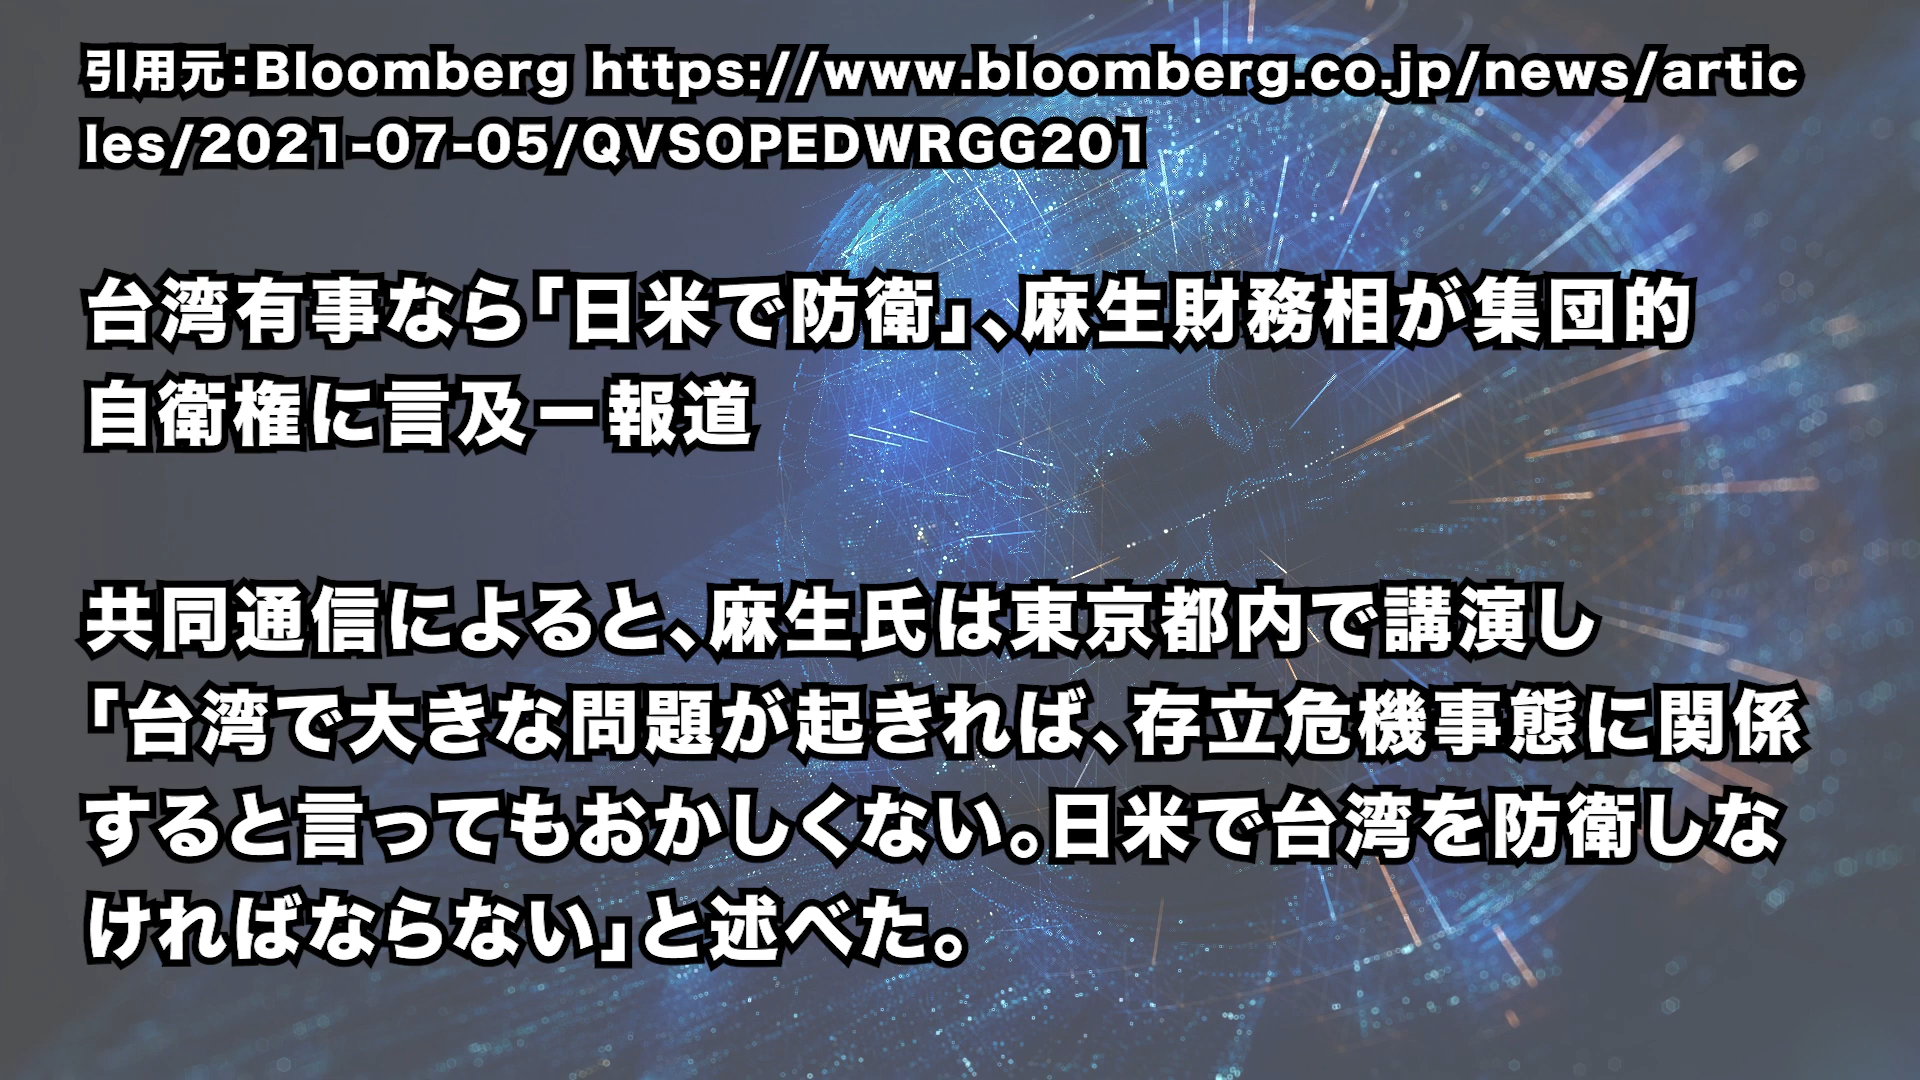 引用元：Bloomberg https://www.bloomberg.co.jp/news/artic
les/2021-07-05/QVSOPEDWRGG201
台湾有事なら「日米で防衛」、麻生財務相が集団的
自衛権に言及－報道
共同通信によると、麻生氏は東京都内で講演し
「台湾で大きな問題が起きれば、存立危機事態に関係
すると言ってもおかしくない。日米で台湾を防衛しな
ければならない」と述べた。